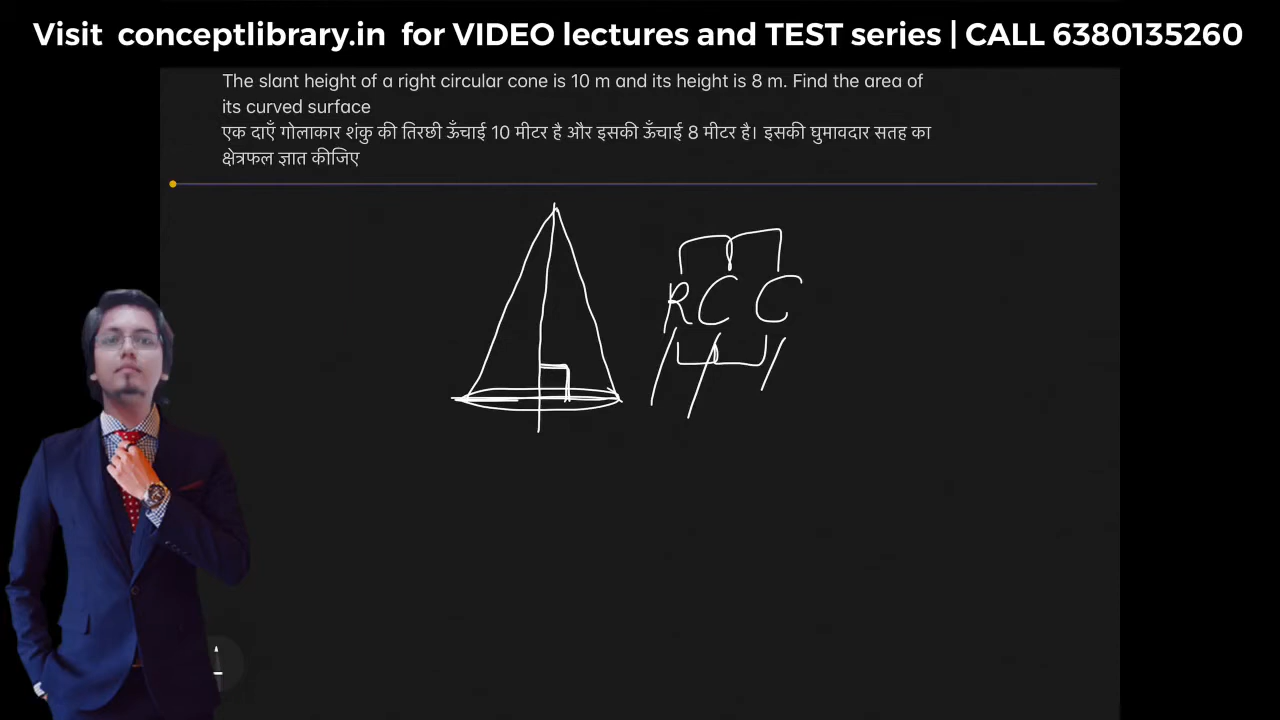 Visit conceptlibrary.in for VIDEO lectures and TEST series | CALL 6380135260
The slant height of a right circular cone is 10 m and its height is 8 m. Find the area of
its curved surface
एक दाएँ गोलाकार शंकु की तिरछी ऊँचाई 10 मीटर है और इसकी ऊँचाई 8 मीटर है। इसकी घुमावदार सतह का
क्षेत्रफल ज्ञात कीजिए
RCC